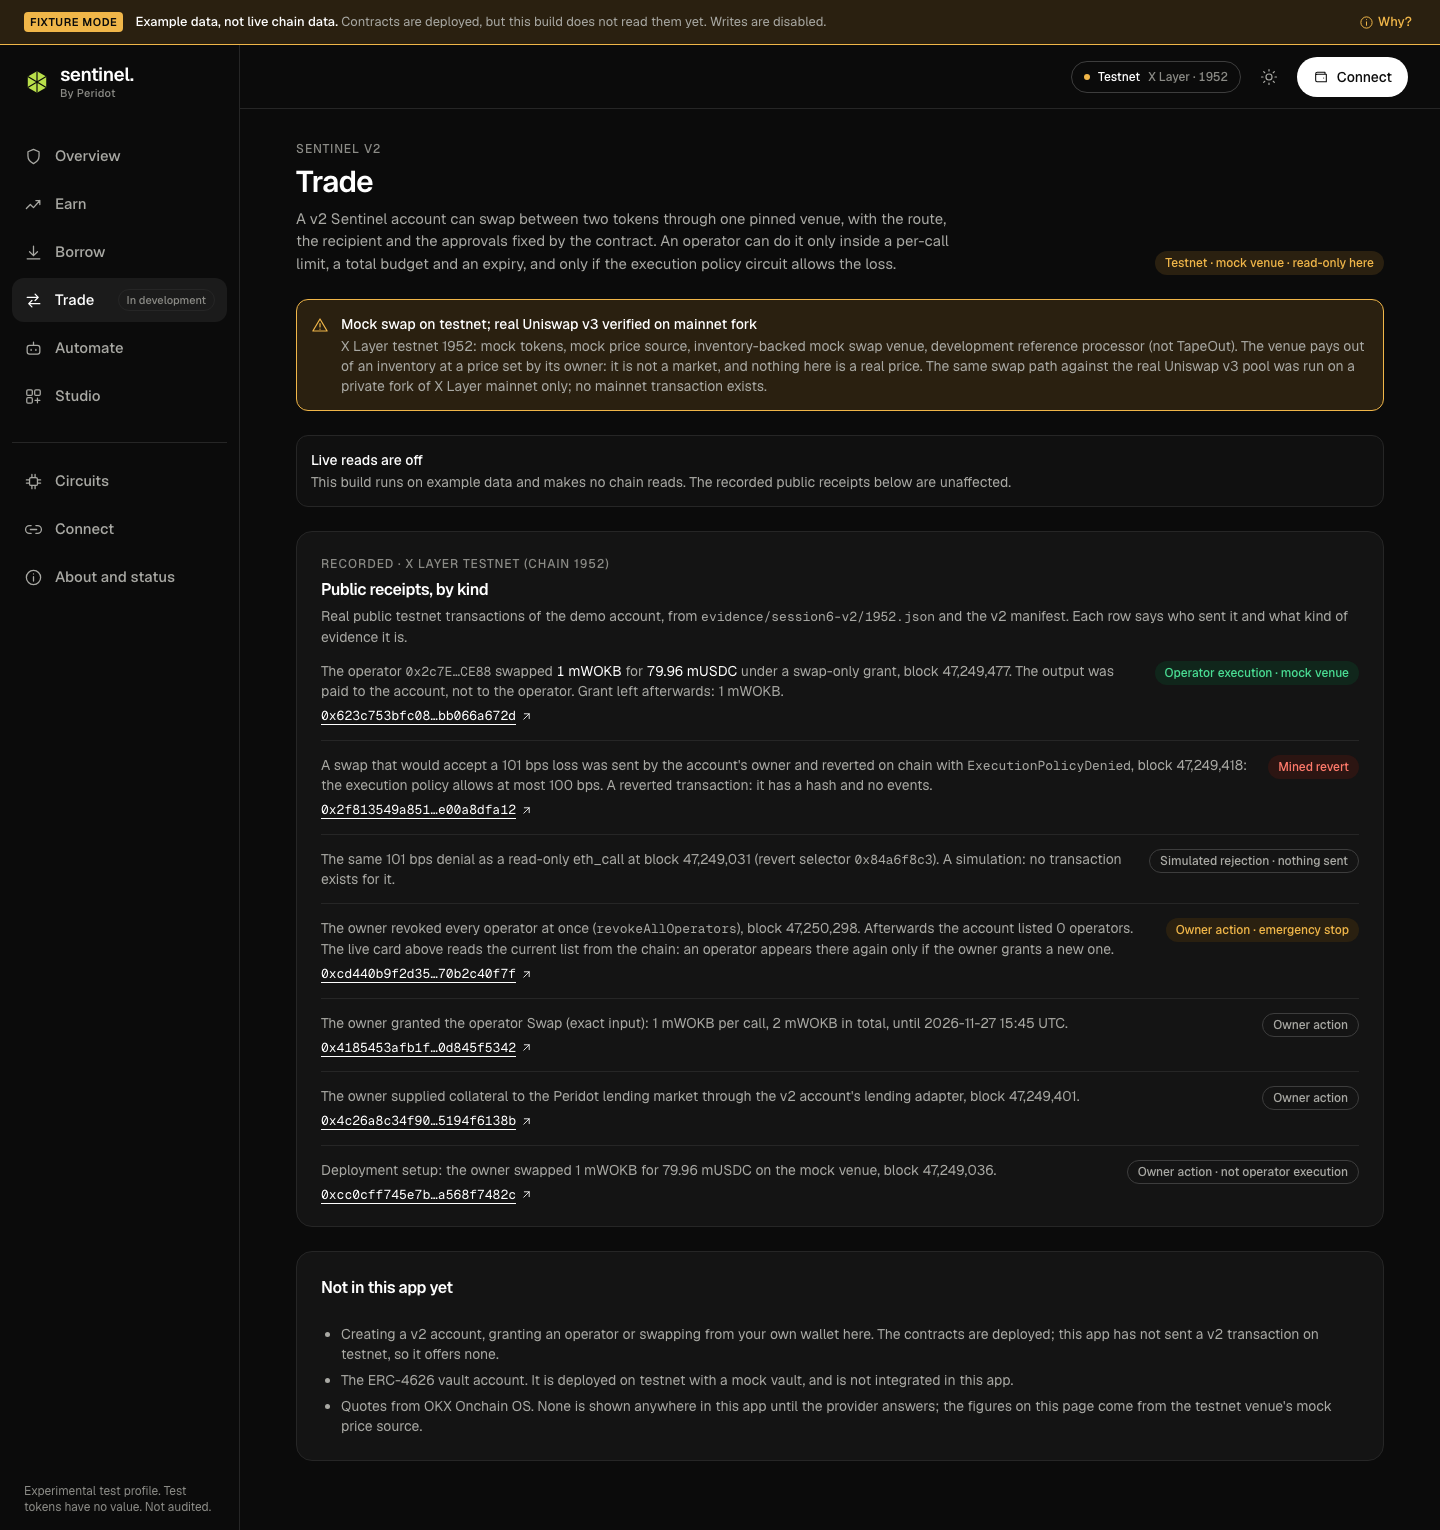 FIXTURE MODE Example data, not live chain data. Contracts are deployed, but this build does not read them yet. Writes are disabled. Why?
sentinel.
By Peridot
Testnet X Layer · 1952 Connect
Overview
Earn
Borrow
Trade In development
Automate
Studio
Circuits
Connect
About and status
SENTINEL V2
Trade
A v2 Sentinel account can swap between two tokens through one pinned venue, with the route,
the recipient and the approvals fixed by the contract. An operator can do it only inside a per-call
limit, a total budget and an expiry, and only if the execution policy circuit allows the loss.
Testnet · mock venue · read-only here
Mock swap on testnet; real Uniswap v3 verified on mainnet fork
X Layer testnet 1952: mock tokens, mock price source, inventory-backed mock swap venue, development reference processor (not TapeOut). The venue pays out
of an inventory at a price set by its owner: it is not a market, and nothing here is a real price. The same swap path against the real Uniswap v3 pool was run on a
private fork of X Layer mainnet only; no mainnet transaction exists.
Live reads are off
This build runs on example data and makes no chain reads. The recorded public receipts below are unaffected.
RECORDED · X LAYER TESTNET (CHAIN 1952)
Public receipts, by kind
Real public testnet transactions of the demo account, from evidence/session6-v2/1952.json and the v2 manifest. Each row says who sent it and what kind of
evidence it is.
The operator 0x2c7E…CE88 swapped 1 mWOKB for 79.96 mUSDC under a swap-only grant, block 47,249,477. The output was
paid to the account, not to the operator. Grant left afterwards: 1 mWOKB.
Operator execution · mock venue
0x623c753bfc08…bb066a672d
A swap that would accept a 101 bps loss was sent by the account's owner and reverted on chain with ExecutionPolicyDenied, block 47,249,418:
the execution policy allows at most 100 bps. A reverted transaction: it has a hash and no events.
Mined revert
0x2f813549a851…e00a8dfa12
The same 101 bps denial as a read-only eth_call at block 47,249,031 (revert selector 0x84a6f8c3). A simulation: no transaction
exists for it.
Simulated rejection · nothing sent
The owner revoked every operator at once (revokeAllOperators), block 47,250,298. Afterwards the account listed 0 operators.
The live card above reads the current list from the chain: an operator appears there again only if the owner grants a new one.
Owner action · emergency stop
0xcd440b9f2d35…70b2c40f7f
The owner granted the operator Swap (exact input): 1 mWOKB per call, 2 mWOKB in total, until 2026-11-27 15:45 UTC.
Owner action
0x4185453afb1f…0d845f5342
The owner supplied collateral to the Peridot lending market through the v2 account's lending adapter, block 47,249,401.
Owner action
0x4c26a8c34f90…5194f6138b
Deployment setup: the owner swapped 1 mWOKB for 79.96 mUSDC on the mock venue, block 47,249,036.
Owner action · not operator execution
0xcc0cff745e7b…a568f7482c
Not in this app yet
• Creating a v2 account, granting an operator or swapping from your own wallet here. The contracts are deployed; this app has not sent a v2 transaction on
testnet, so it offers none.
• The ERC-4626 vault account. It is deployed on testnet with a mock vault, and is not integrated in this app.
• Quotes from OKX Onchain OS. None is shown anywhere in this app until the provider answers; the figures on this page come from the testnet venue's mock
price source.
Experimental test profile. Test
tokens have no value. Not audited.